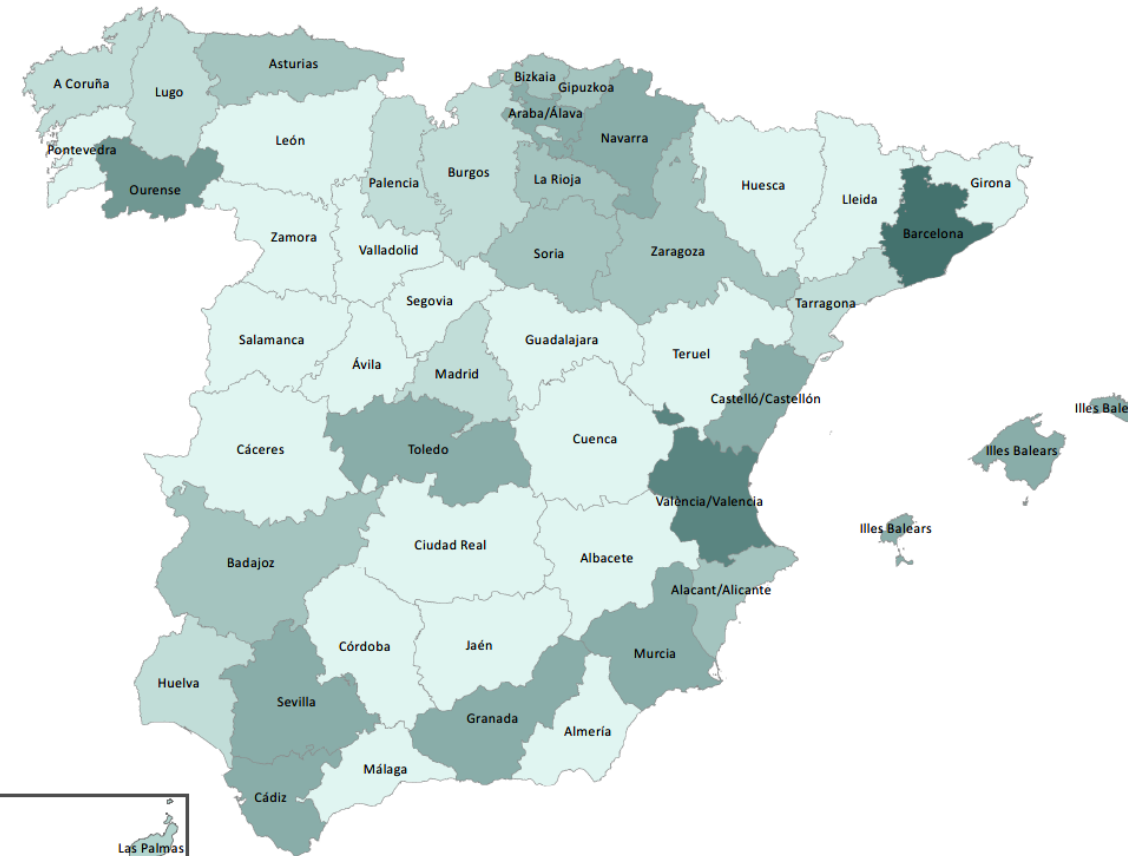 Asturias
Bizkaia
Gipuzkoa
A Coruña
Lugo
Araba/Álava
Navarra
León
Pontevedra
Burgos
La Rioja
Palencia
Huesca
Girona
Ourense
Lleida
Barcelona
Zamora
Valladolid
Soria
Zaragoza
Segovia
Tarragona
Salamanca
Guadalajara
Teruel
Ávila
Madrid
Castelló/Castellón
Illes Bale
Cáceres
Toledo
Cuenca
Illes Balears
València/Valencia
Illes Balears
Ciudad Real
Albacete
Badajoz
Alacant/Alicante
Córdoba
Jaén
Murcia
Huelva
Sevilla
Granada
Almería
Málaga
Cádiz
Las Palmas